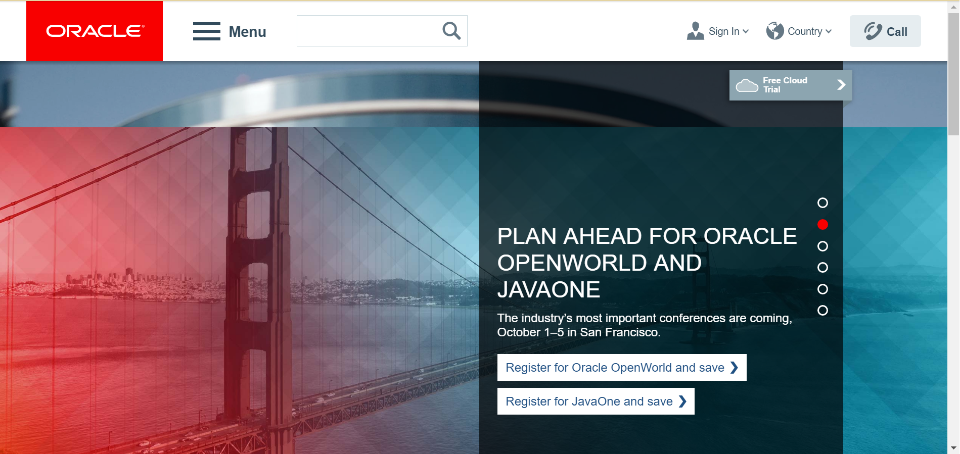 ORACLE®
Menu
Sign In
Country
Call
Free Cloud
Trial
PLAN AHEAD FOR ORACLE
OPENWORLD AND
JAVAONE
The industry's most important conferences are coming,
October 1–5 in San Francisco.
Register for Oracle OpenWorld and save
Register for JavaOne and save